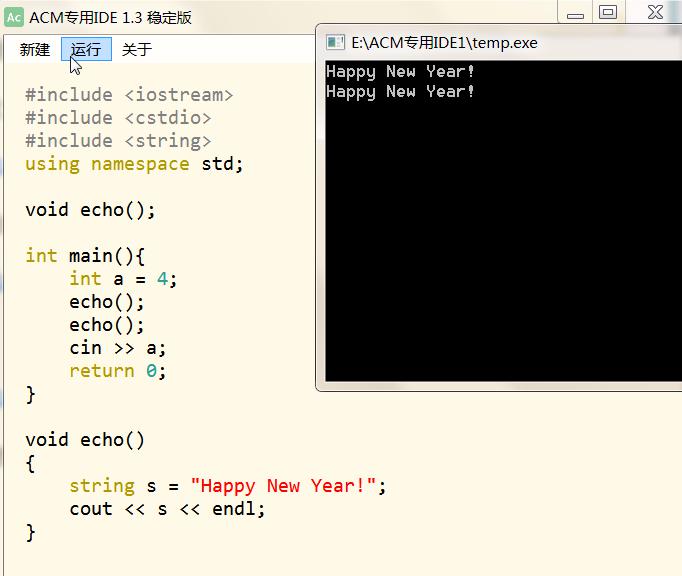 Ac ACM专用IDE 1.3 稳定版
新建 运行 关于
#include <iostream>
#include <cstdio>
#include <string>
using namespace std;
void echo();
int main(){
int a = 4;
echo();
echo();
cin >> a;
return 0;
}
void echo()
{
string s = "Happy New Year!";
cout << s << endl;
}
E:\ACM专用IDE1\temp.exe
Happy New Year!
Happy New Year!